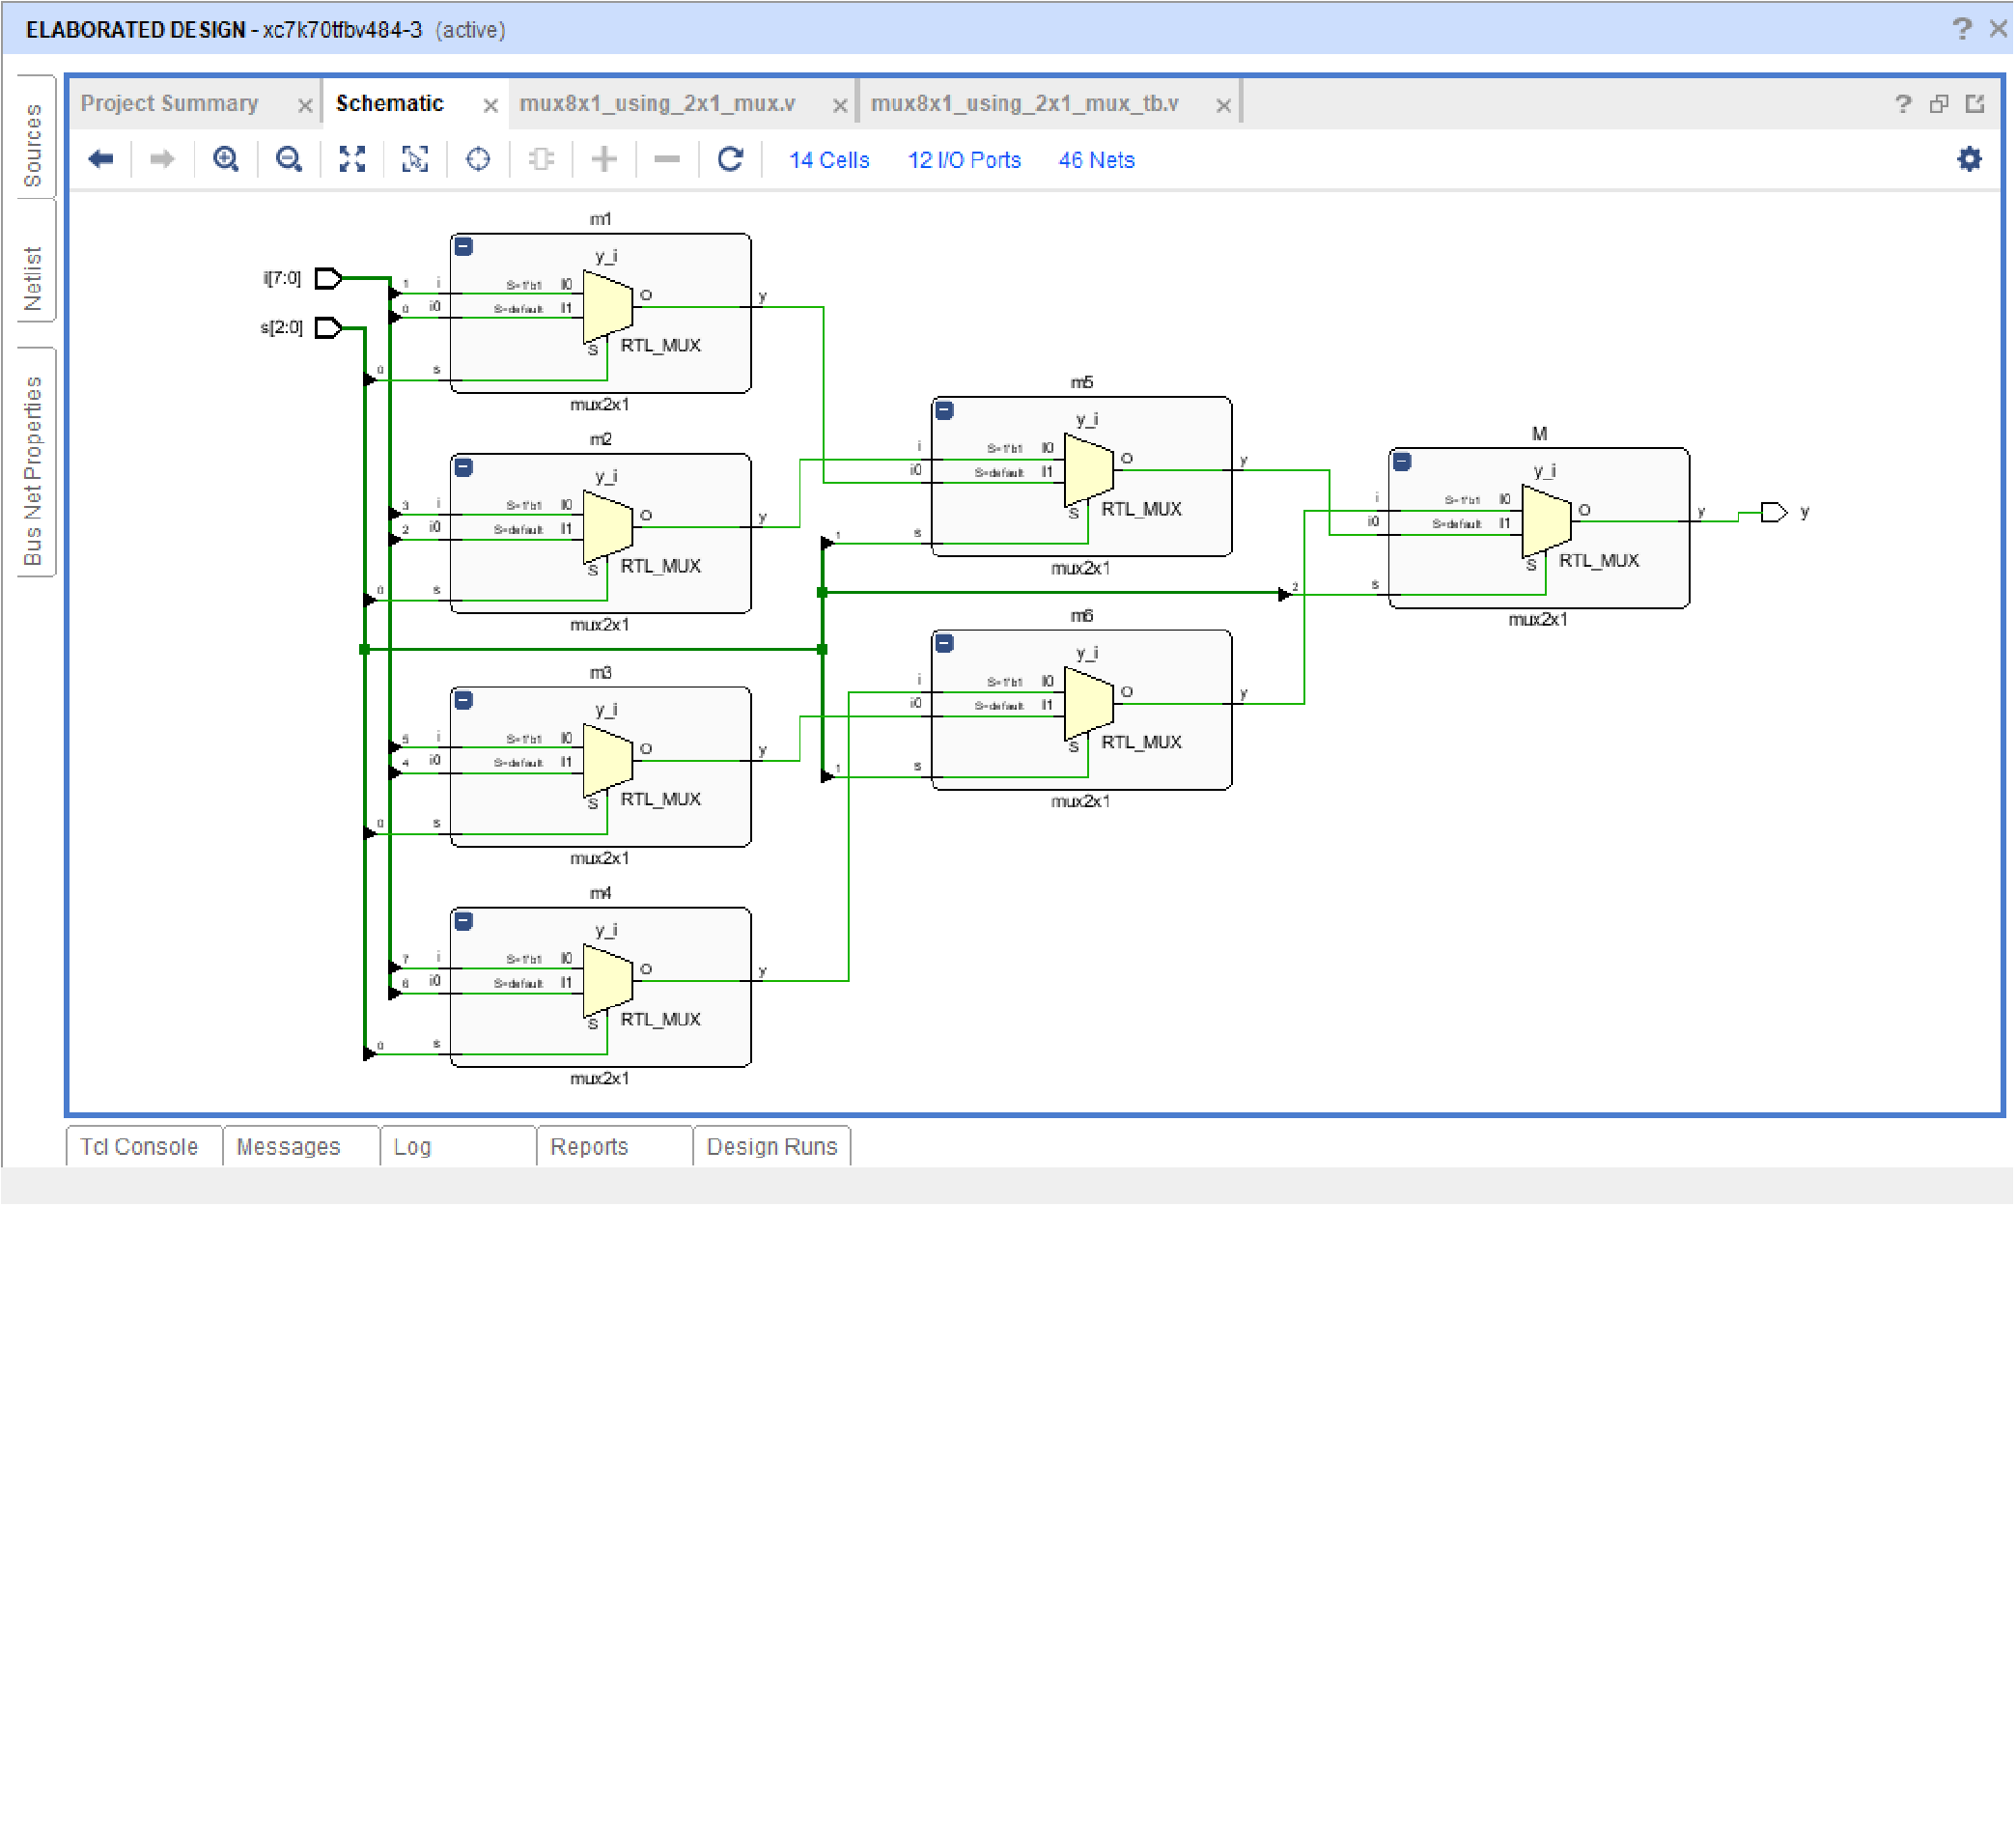 ELABORATED DESIGN - xc7k70tfbv484-3 (active)
Sources
Netlist
Bus Net Properties
Project Summary
Schematic
mux8x1_using_2x1_mux.v
mux8x1_using_2x1_mux_tb.v
14 Cells 12 I/O Ports 46 Nets
i[7:0]
s[2:0]
m1
y_i
1 i S=1'b1 I0 O y
0 i0 S=default I1
S RTL_MUX
0 s
mux2x1
m2
y_i
3 i S=1'b1 I0 O y
2 i0 S=default I1
S RTL_MUX
0 s
mux2x1
m3
y_i
5 i S=1'b1 I0 O y
4 i0 S=default I1
S RTL_MUX
0 s
mux2x1
m4
y_i
7 i S=1'b1 I0 O y
6 i0 S=default I1
S RTL_MUX
0 s
mux2x1
m5
y_i
i S=1'b1 I0 O y
i0 S=default I1
S RTL_MUX
1 s
mux2x1
m6
y_i
i S=1'b1 I0 O y
i0 S=default I1
S RTL_MUX
1 s
mux2x1
M
y_i
i S=1'b1 I0 O y y
i0 S=default I1
S RTL_MUX
2 s
mux2x1
Tcl Console Messages Log Reports Design Runs